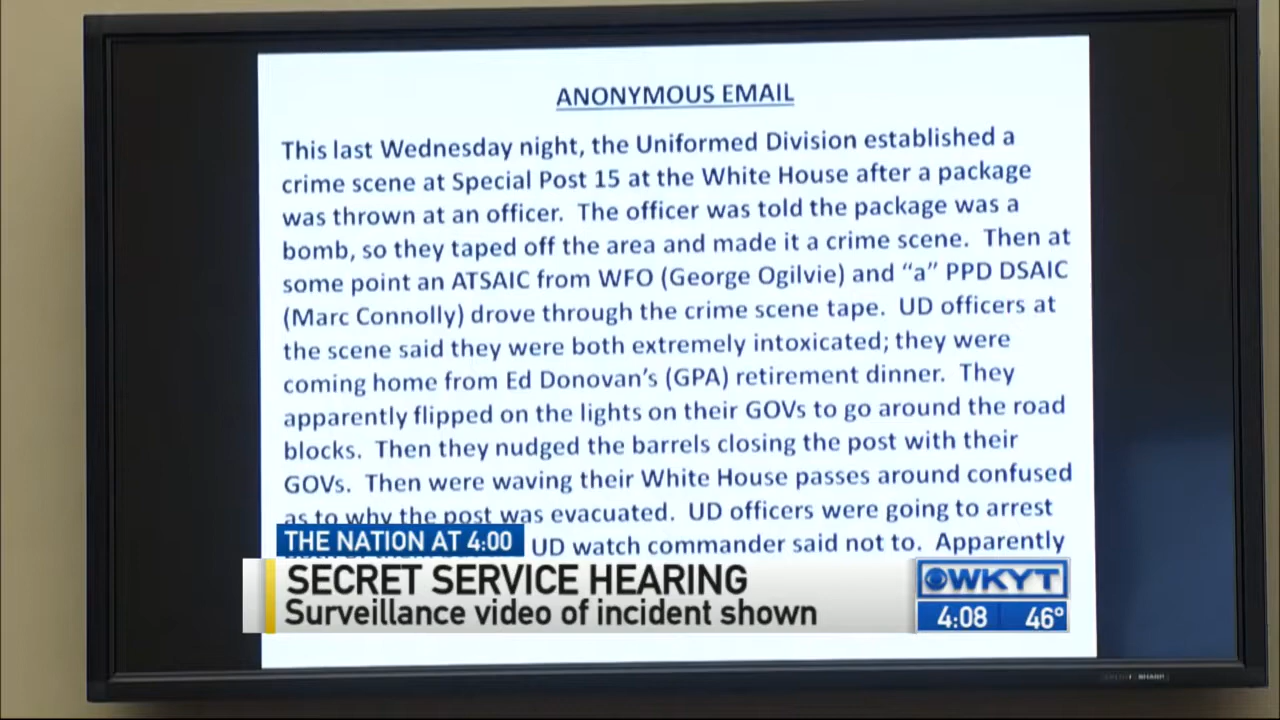 ANONYMOUS EMAIL
This last Wednesday night, the Uniformed Division established a
crime scene at Special Post 15 at the White House after a package
was thrown at an officer. The officer was told the package was a
bomb, so they taped off the area and made it a crime scene. Then at
some point an ATSAIC from WFO (George Ogilvie) and “a” PPD DSAIC
(Marc Connolly) drove through the crime scene tape. UD officers at
the scene said they were both extremely intoxicated; they were
coming home from Ed Donovan’s (GPA) retirement dinner. They
apparently flipped on the lights on their GOVs to go around the road
blocks. Then they nudged the barrels closing the post with their
GOVs. Then were waving their White House passes around confused
as to why the post was evacuated. UD officers were going to arrest
UD watch commander said not to. Apparently
THE NATION AT 4:00
SECRET SERVICE HEARING
Surveillance video of incident shown
WKYT
4:08 46°
SHARP